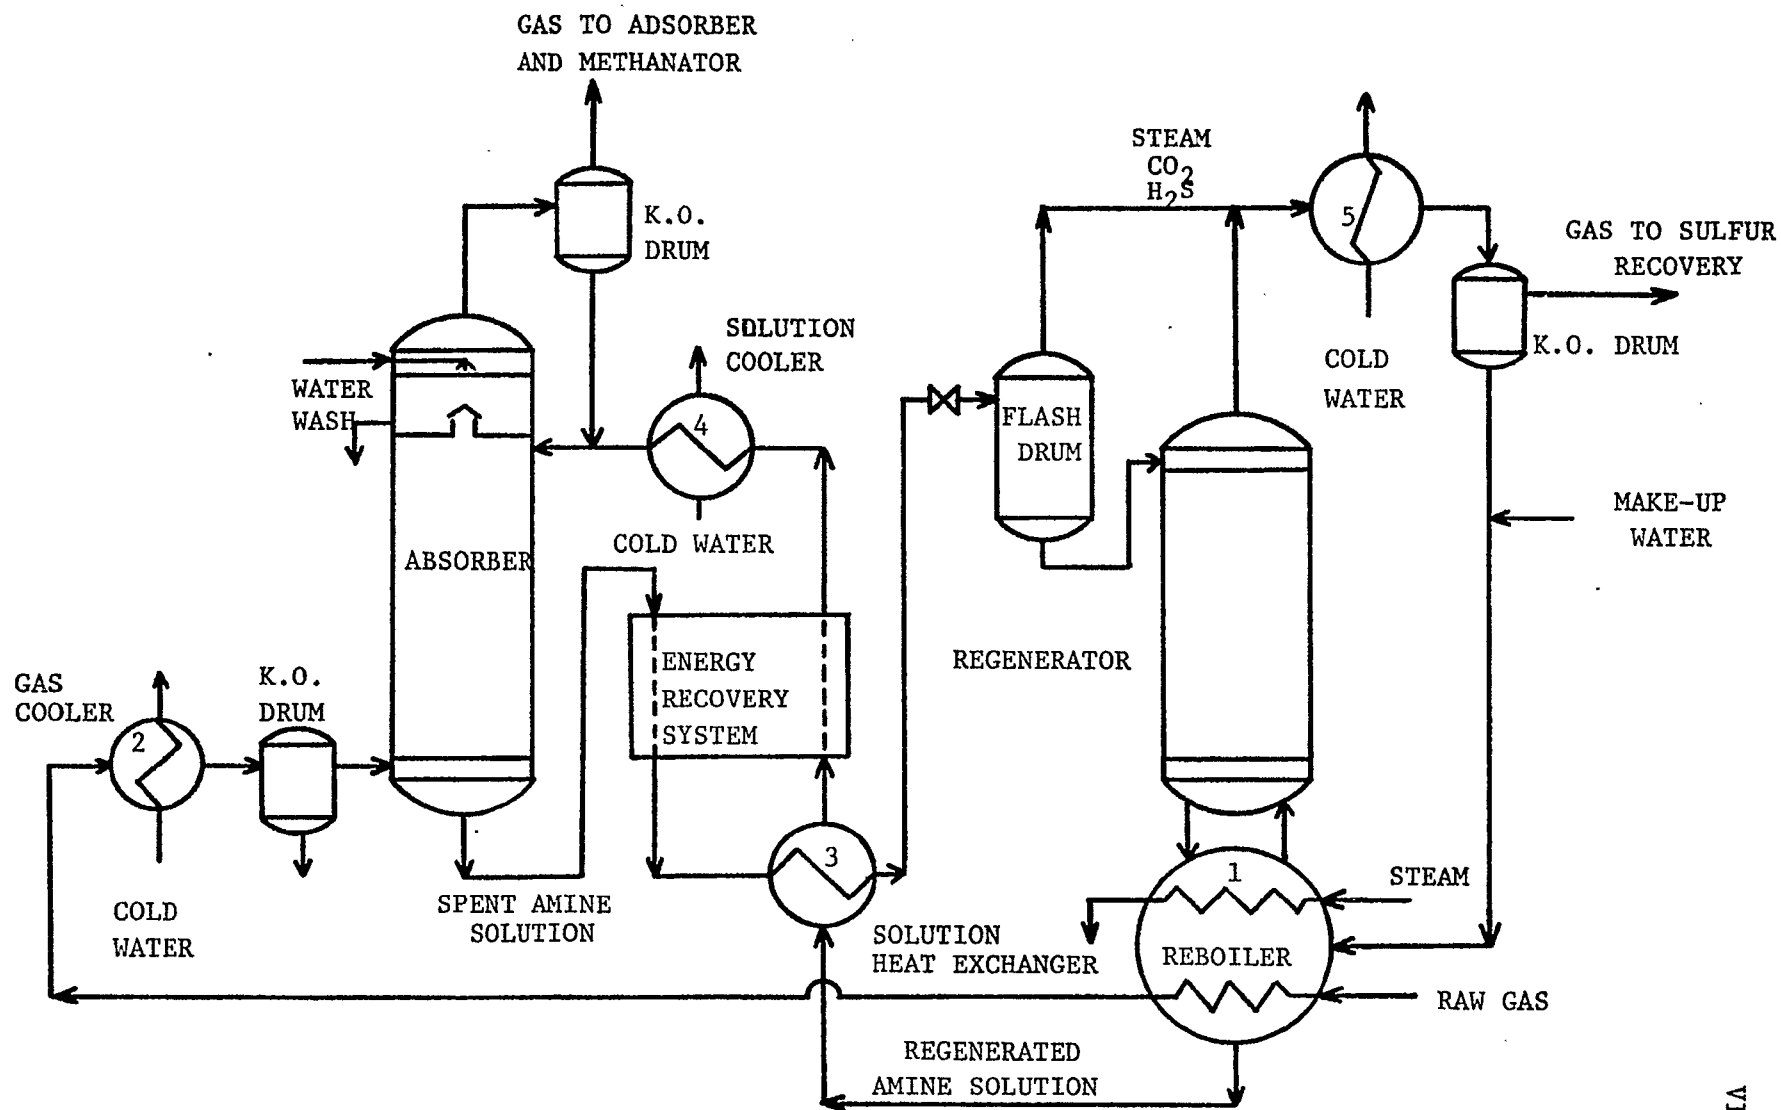 GAS TO ADSORBER
AND METHANATOR
STEAM
CO2
H2S
5
K.O.
DRUM
GAS TO SULFUR
RECOVERY
K.O. DRUM
SOLUTION
COOLER
WATER
WASH
COLD
WATER
4
FLASH
DRUM
MAKE-UP
WATER
COLD WATER
ABSORBER
ENERGY
RECOVERY
SYSTEM
REGENERATOR
GAS
COOLER
K.O.
DRUM
2
3
1
STEAM
COLD
WATER
SPENT AMINE
SOLUTION
SOLUTION
HEAT EXCHANGER
REBOILER
RAW GAS
REGENERATED
AMINE SOLUTION